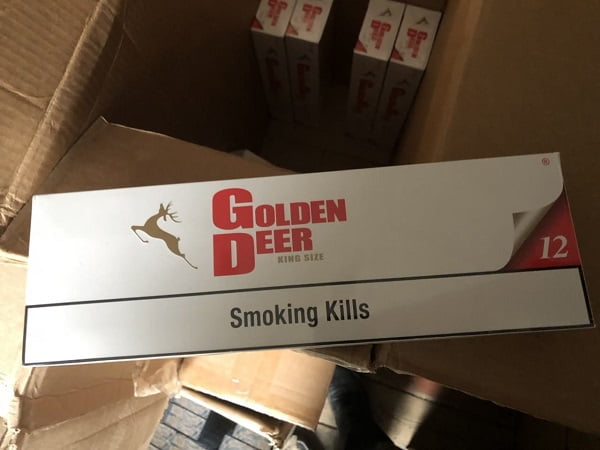 GOLDEN
DEER
KING SIZE
®
12
Smoking Kills